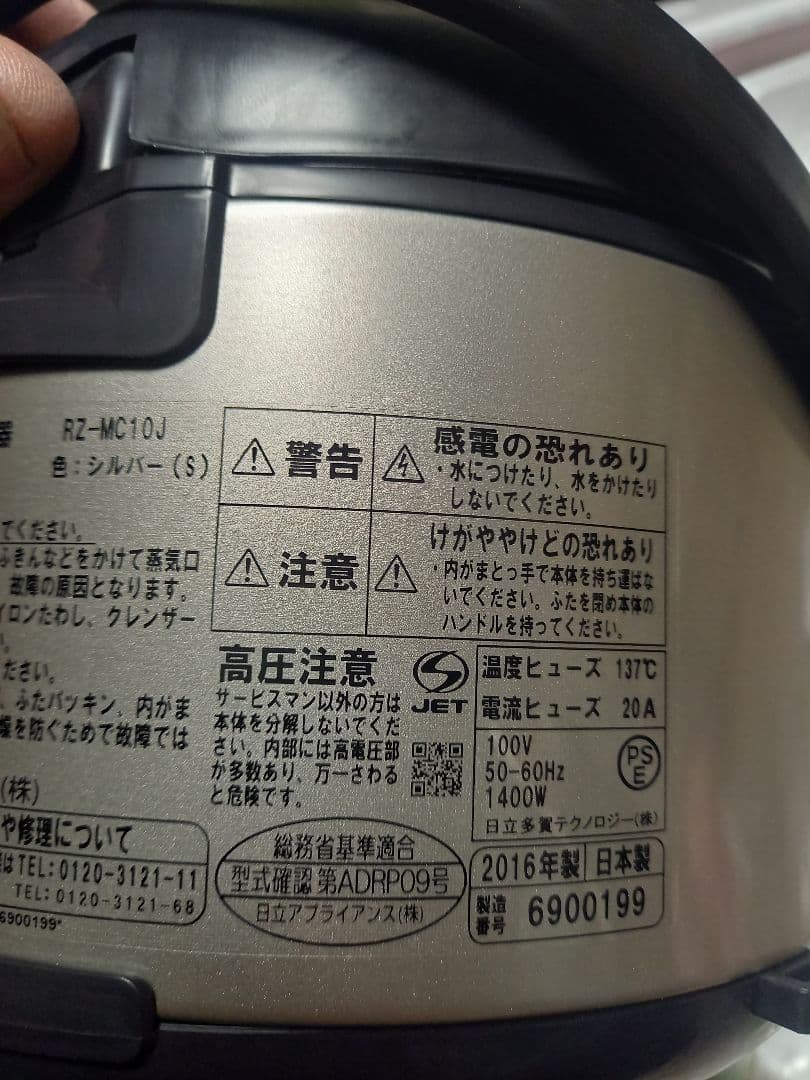 器 RZ-MC10J
色：シルバー（S）
てください。
ふきんなどをかけて蒸気口
故障の原因となります。
イロンたわし、クレンザー
ださい。
、ふたパッキン、内がま
燥を防ぐためで故障では
(株)
や修理について
はTEL:0120-3121-11
TEL:0120-3121-68
6900199*
警告
感電の恐れあり
・水につけたり、水をかけたり
しないでください。
注意
けがややけどの恐れあり
・内がまとっ手で本体を持ち運ばな
いでください。ふたを閉め本体の
ハンドルを持ってください。
高圧注意
サービスマン以外の方は
本体を分解しないでくだ
さい。内部には高電圧部
が多数あり、万一さわる
と危険です。
JET
温度ヒューズ 137℃
電流ヒューズ 20A
100V
50-60Hz
1400W
PS
E
日立多賀テクノロジー(株)
総務省基準適合
型式確認 第ADRP09号
日立アプライアンス(株)
2016年製 日本製
製造
番号 6900199